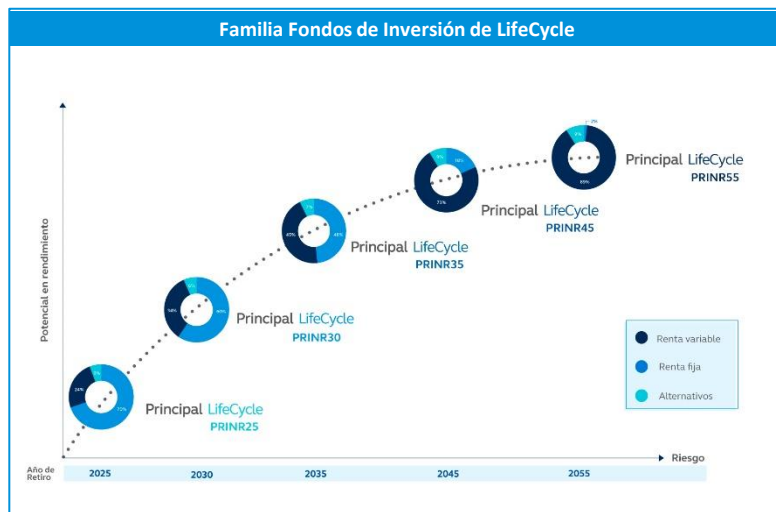 Familia Fondos de Inversión de LifeCycle
Potencial en rendimiento
Principal LifeCycle
PRINR55
Principal LifeCycle
PRINR45
Principal LifeCycle
PRINR35
Principal LifeCycle
PRINR30
Principal LifeCycle
PRINR25
Renta variable
Renta fija
Alternativos
Riesgo
Año de
Retiro
2025
2030
2035
2045
2055